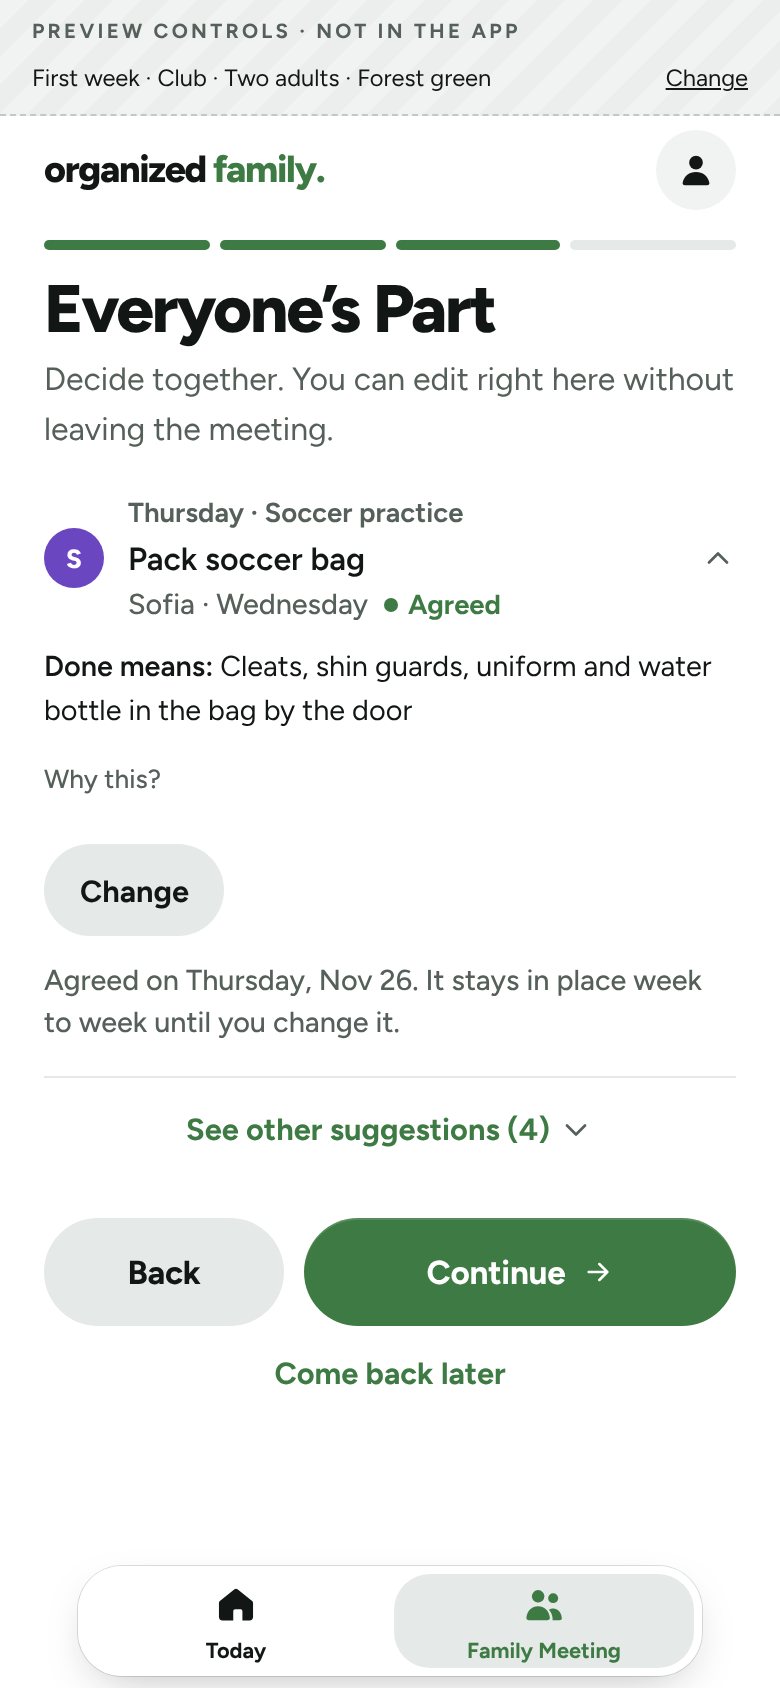 PREVIEW CONTROLS · NOT IN THE APP
First week · Club · Two adults · Forest green
Change
organized family.
Everyone’s Part
Decide together. You can edit right here without
leaving the meeting.
Thursday · Soccer practice
S
Pack soccer bag
Sofia · Wednesday ● Agreed
Done means: Cleats, shin guards, uniform and water
bottle in the bag by the door
Why this?
Change
Agreed on Thursday, Nov 26. It stays in place week
to week until you change it.
See other suggestions (4)
Back
Continue →
Come back later
Today
Family Meeting